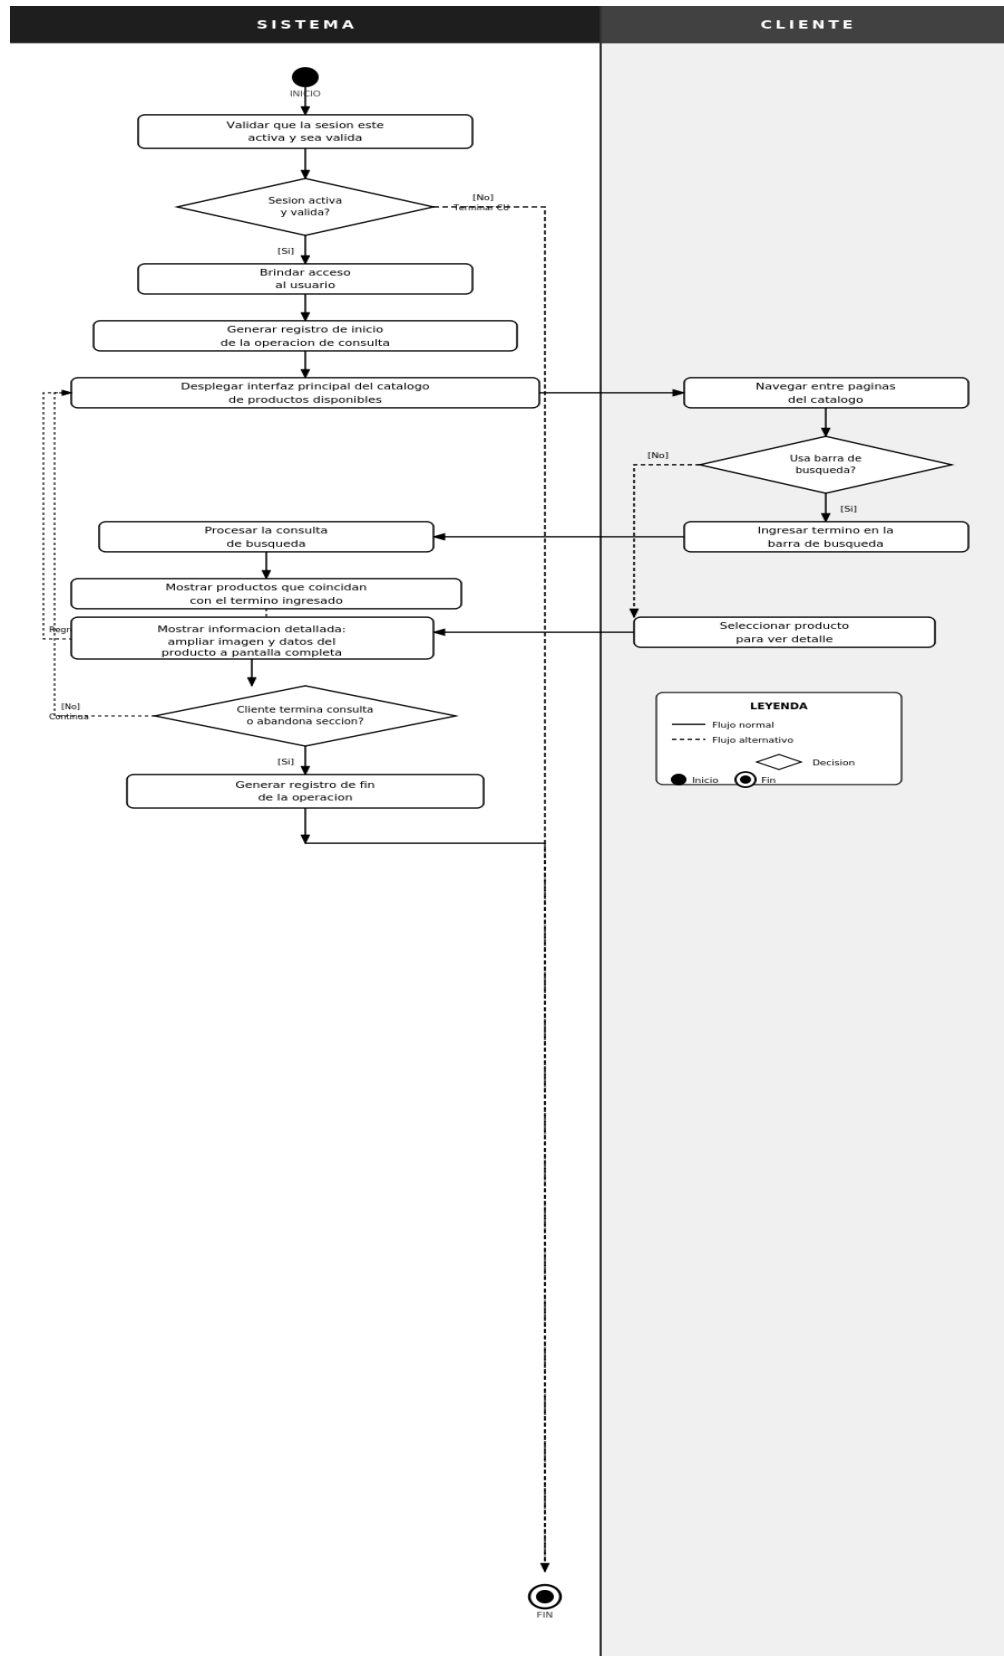 SISTEMA
CLIENTE
INICIO
Validar que la sesion este
activa y sea valida
Sesion activa
y valida?
[No]
Terminar CU
[Si]
Brindar acceso
al usuario
Generar registro de inicio
de la operacion de consulta
Desplegar interfaz principal del catalogo
de productos disponibles
Navegar entre paginas
del catalogo
Usa barra de
busqueda?
[No]
[Si]
Procesar la consulta
de busqueda
Ingresar termino en la
barra de busqueda
Mostrar productos que coincidan
con el termino ingresado
Regr
Mostrar informacion detallada:
ampliar imagen y datos del
producto a pantalla completa
Seleccionar producto
para ver detalle
[No]
Continua
Cliente termina consulta
o abandona seccion?
[Si]
Generar registro de fin
de la operacion
LEYENDA
Flujo normal
Flujo alternativo
Decision
Inicio
Fin
FIN